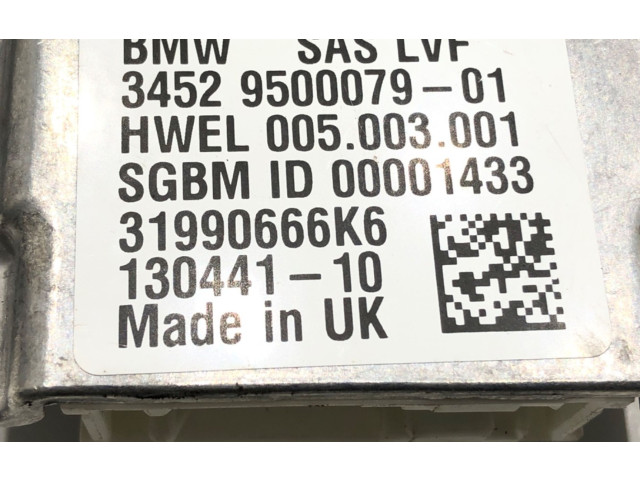 BMW SAS LVF
3452 9500079-01
HWEL 005.003.001
SGBM ID 00001433
31990666K6
130441-10
Made in UK